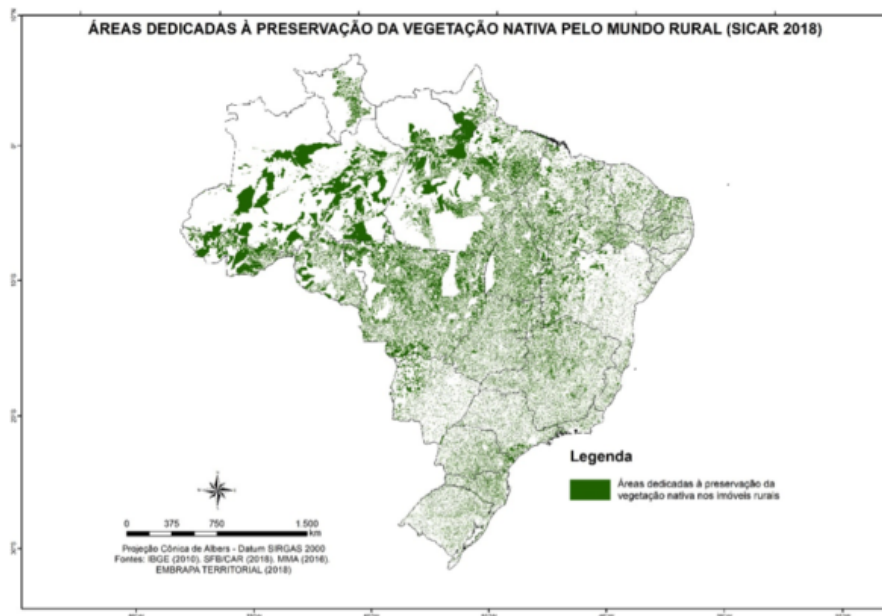 ÁREAS DEDICADAS À PRESERVAÇÃO DA VEGETAÇÃO NATIVA PELO MUNDO RURAL (SICAR 2018)
Legenda
Áreas dedicadas à preservação da
vegetação nativa nos imóveis rurais
0 375 750 1.500
km
Projeção Cônica de Albers - Datum SIRGAS 2000
Fontes: IBGE (2010). SFB/CAR (2018). MMA (2016).
EMBRAPA TERRITORIAL (2018)